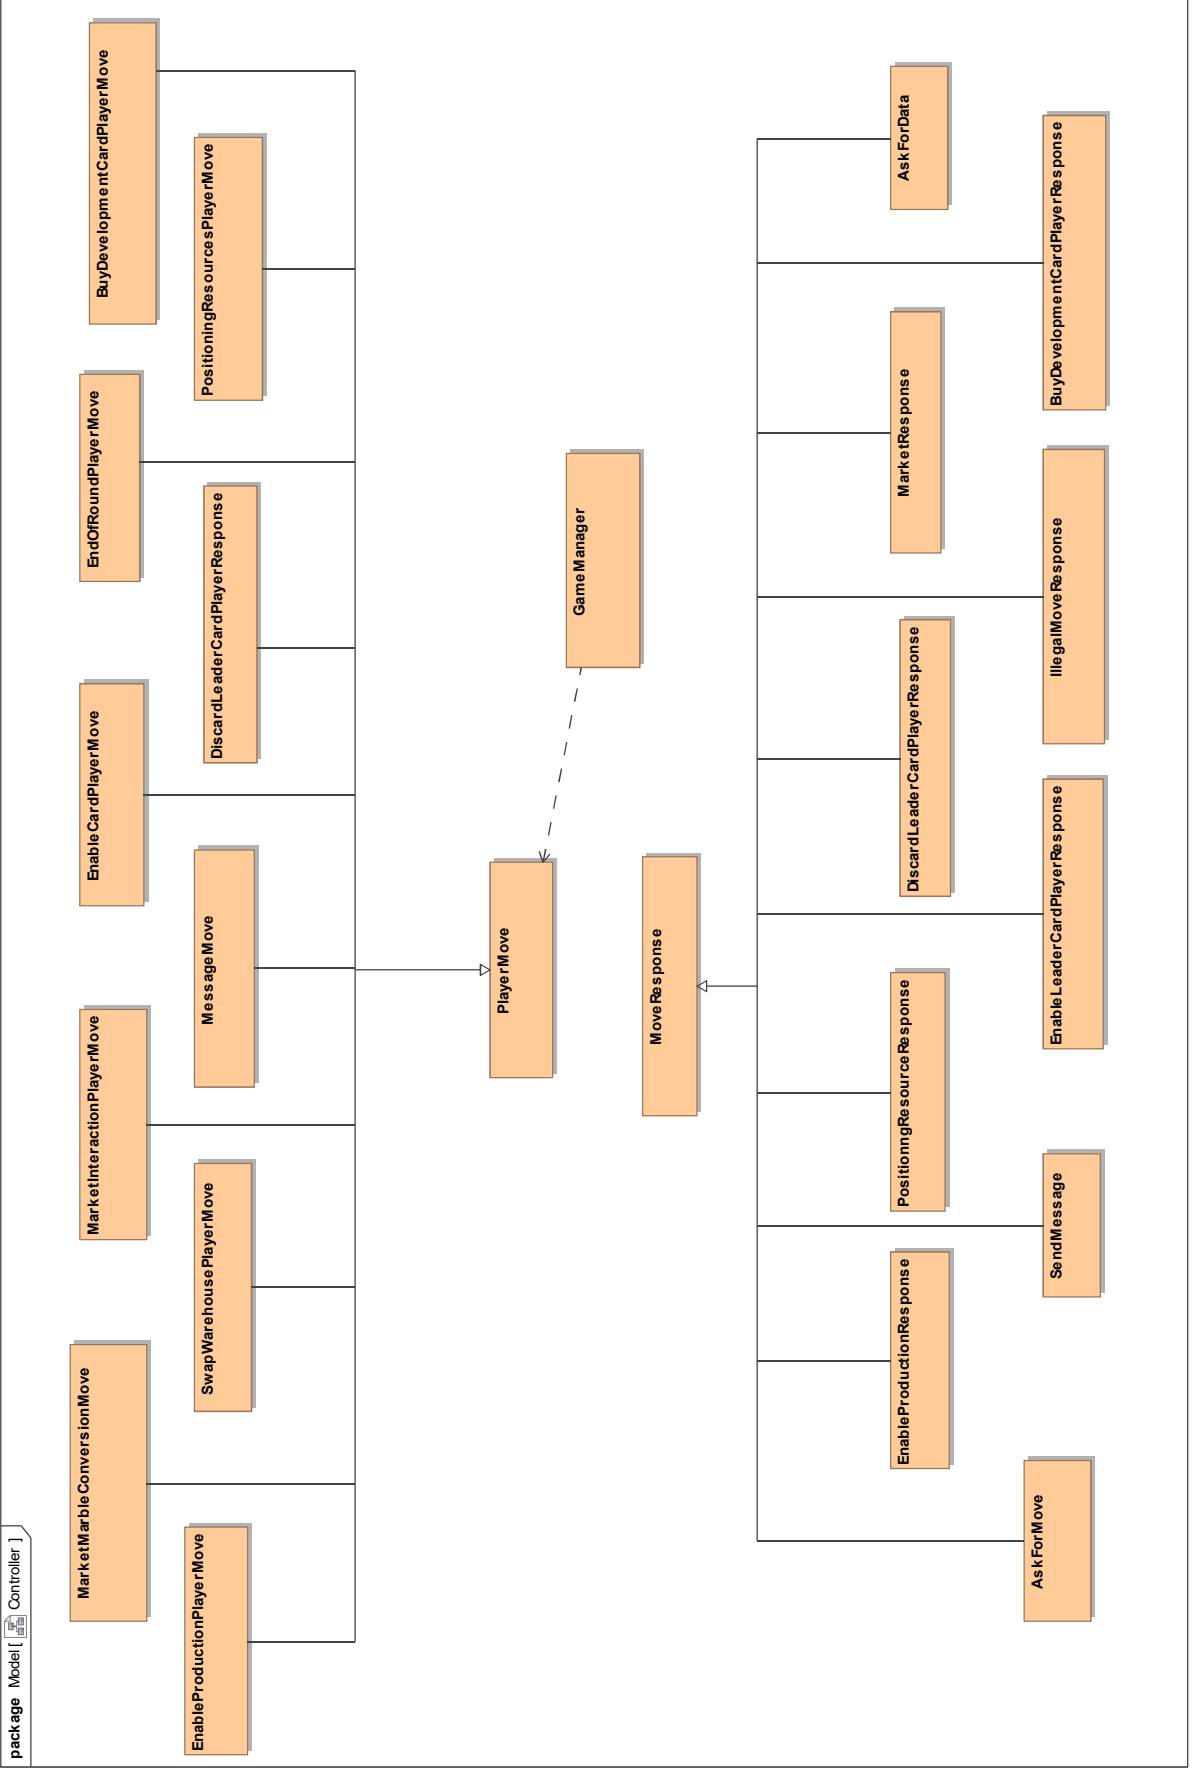 package Model [ Controller ]
MarketMarbleConversionMove
MarketInteractionPlayerMove
EnableCardPlayerMove
EndOfRoundPlayerMove
BuyDevelopmentCardPlayerMove
EnableProductionPlayerMove
SwapWarehousePlayerMove
MessageMove
DiscardLeaderCardPlayerResponse
PositioningResourcesPlayerMove
PlayerMove
GameManager
MoveResponse
EnableProductionResponse
PositionngResourceResponse
DiscardLeaderCardPlayerResponse
MarketResponse
AskForData
AskForMove
SendMessage
EnableLeaderCardPlayerResponse
IllegalMoveResponse
BuyDevelopmentCardPlayerResponse